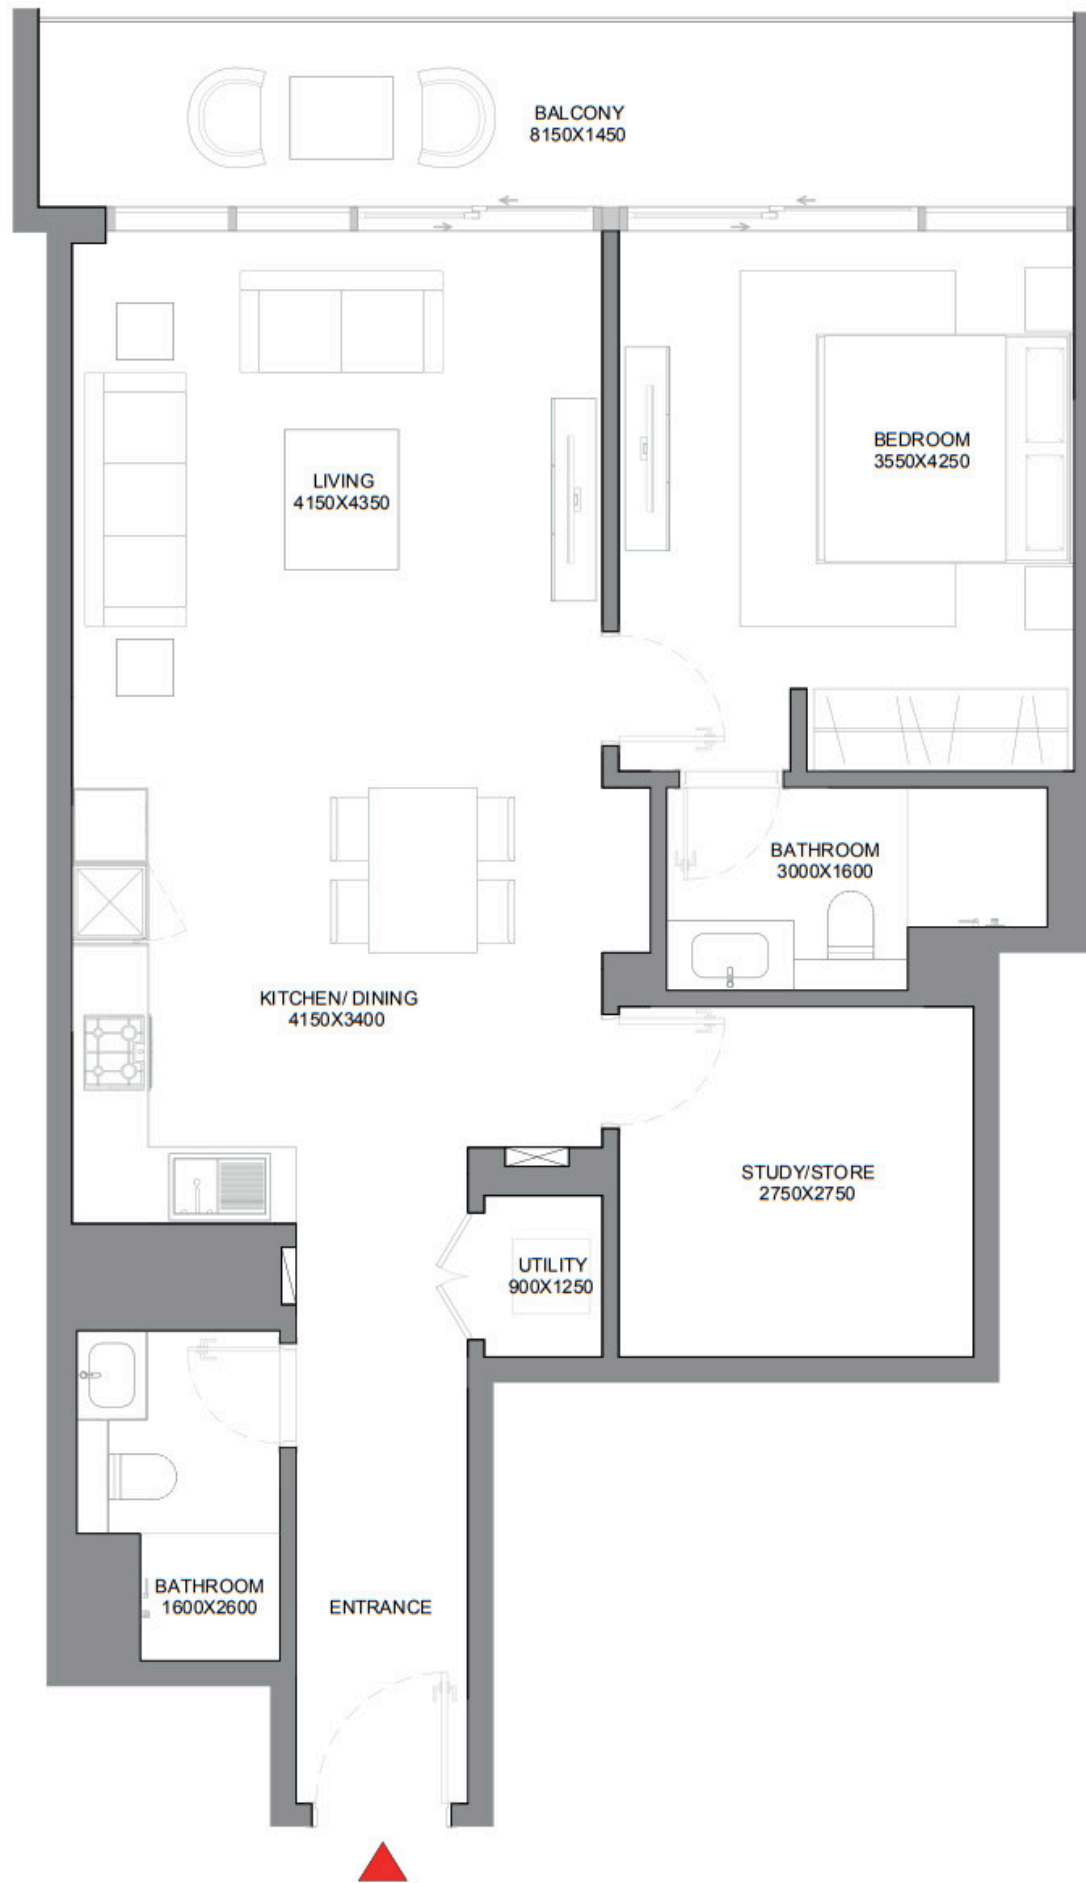 BALCONY
8150X1450
LIVING
4150X4350
BEDROOM
3550X4250
BATHROOM
3000X1600
KITCHEN/ DINING
4150X3400
STUDY/STORE
2750X2750
UTILITY
900X1250
BATHROOM
1600X2600
ENTRANCE